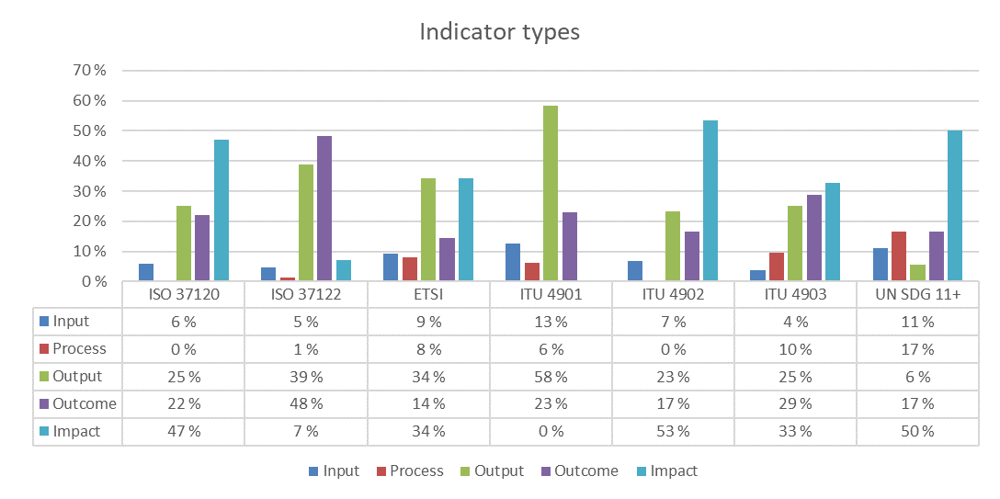 Indicator types
70 %
60 %
50 %
40 %
30 %
20 %
10 %
0 %
ISO 37120 ISO 37122 ETSI ITU 4901 ITU 4902 ITU 4903 UN SDG 11+
Input 6 % 5 % 9 % 13 % 7 % 4 % 11 %
Process 0 % 1 % 8 % 6 % 0 % 10 % 17 %
Output 25 % 39 % 34 % 58 % 23 % 25 % 6 %
Outcome 22 % 48 % 14 % 23 % 17 % 29 % 17 %
Impact 47 % 7 % 34 % 0 % 53 % 33 % 50 %
Input Process Output Outcome Impact